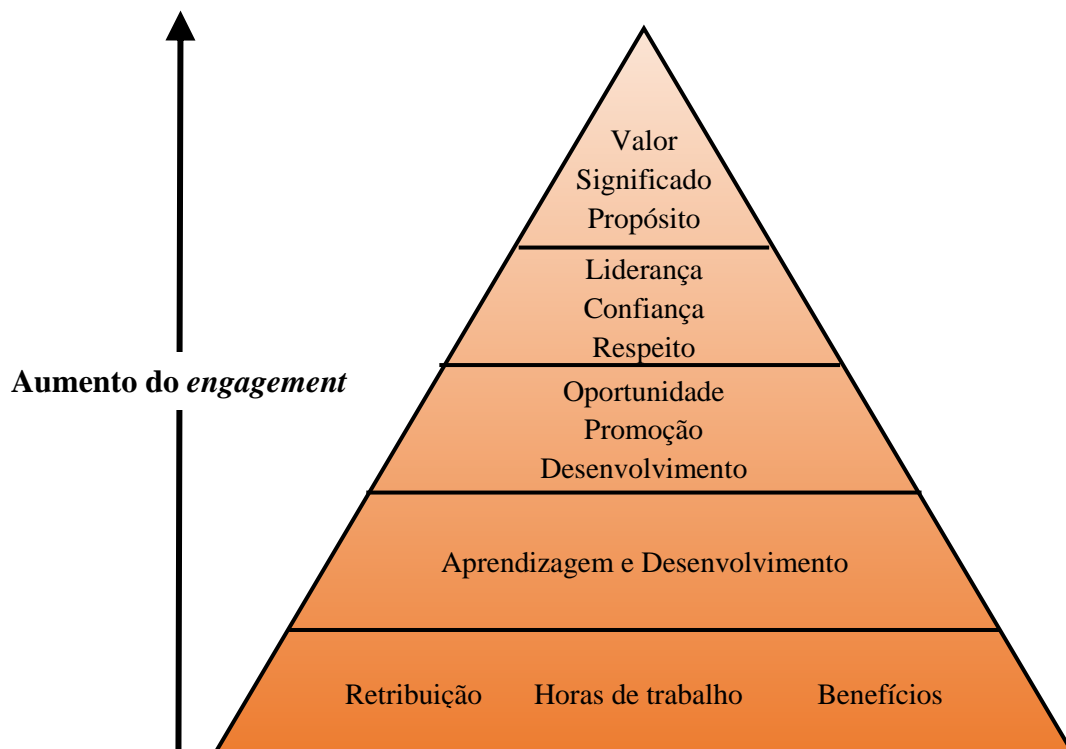 Valor
Significado
Propósito
Liderança
Confiança
Respeito
Aumento do engagement
Oportunidade
Promoção
Desenvolvimento
Aprendizagem e Desenvolvimento
Retribuição Horas de trabalho Benefícios